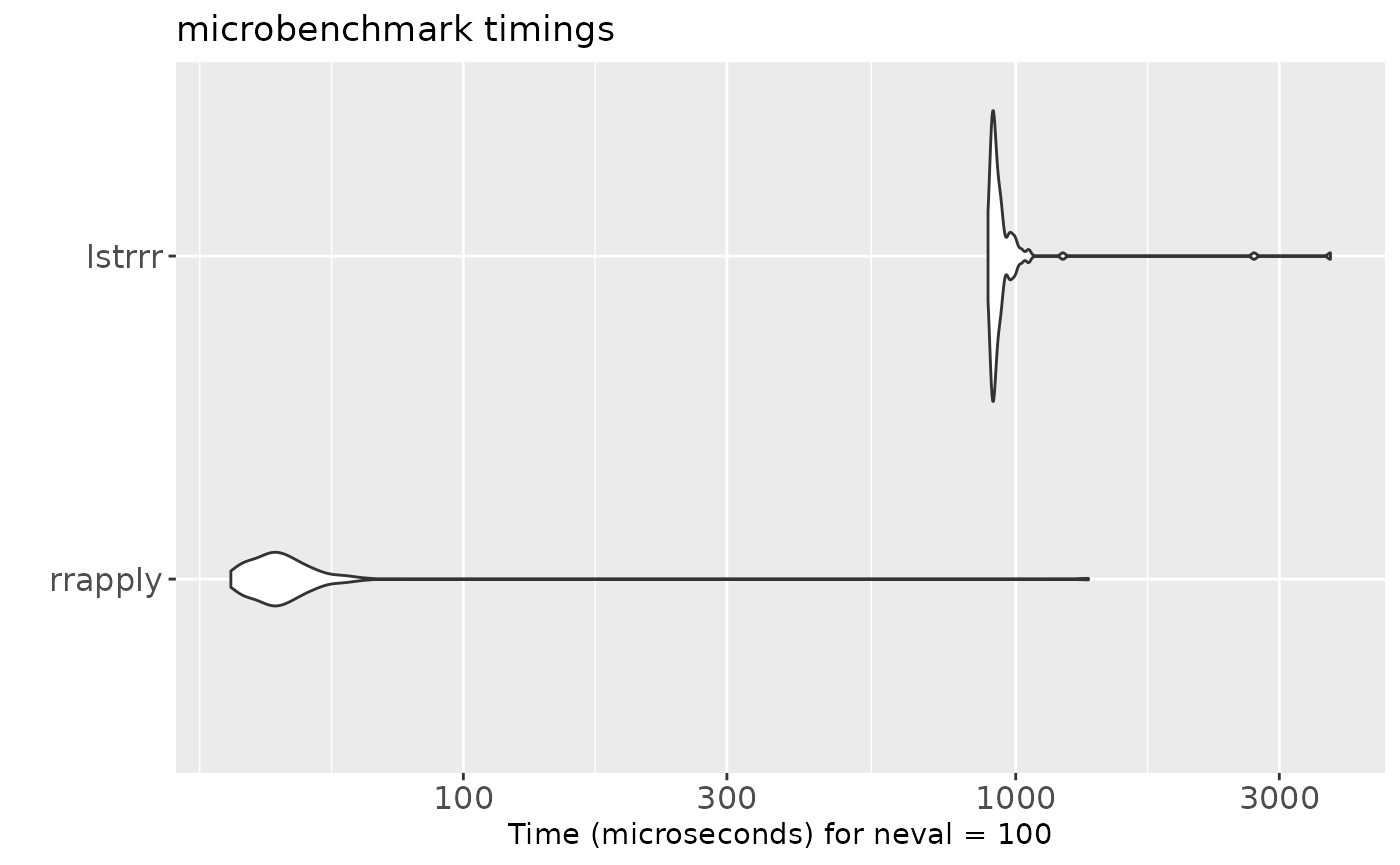 microbenchmark timings
lstrrr
rrapply
100 300 1000 3000
Time (microseconds) for neval = 100